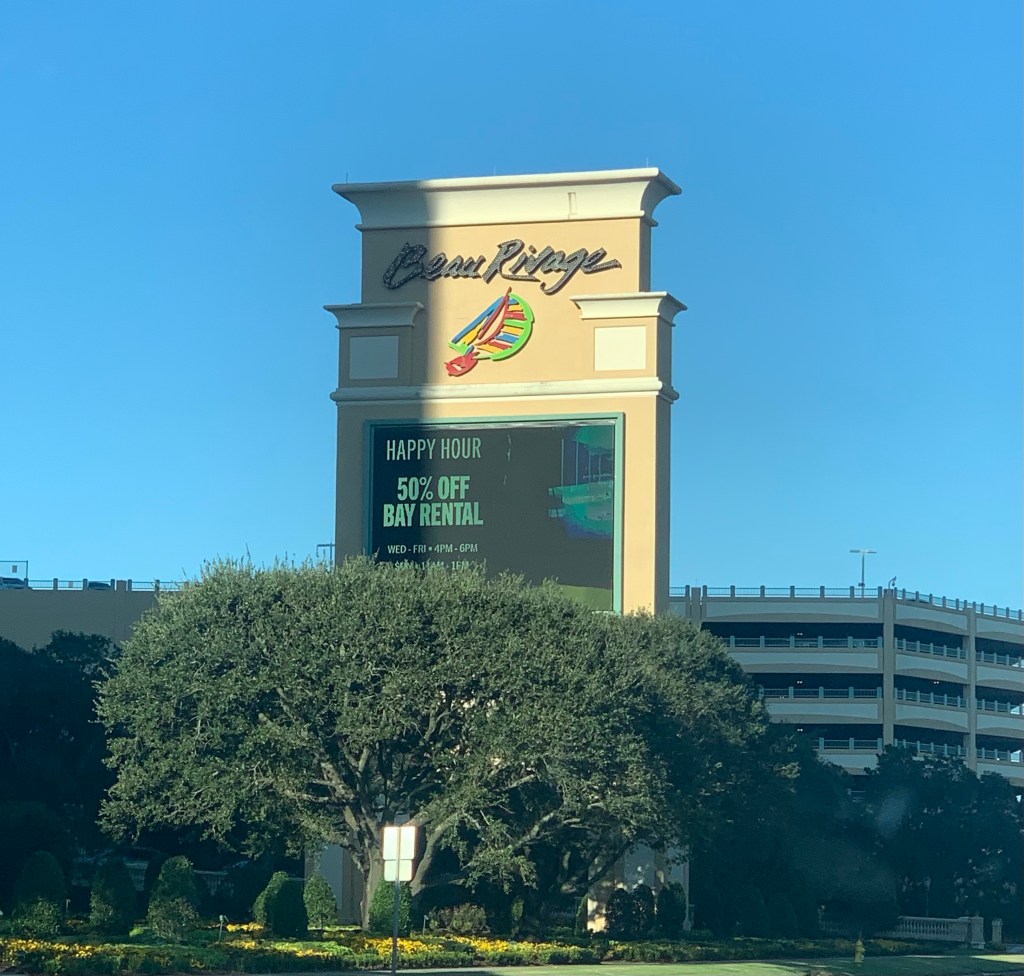 Beau Rivage
HAPPY HOUR
50% OFF
BAY RENTAL
WED - FRI • 4PM - 6PM